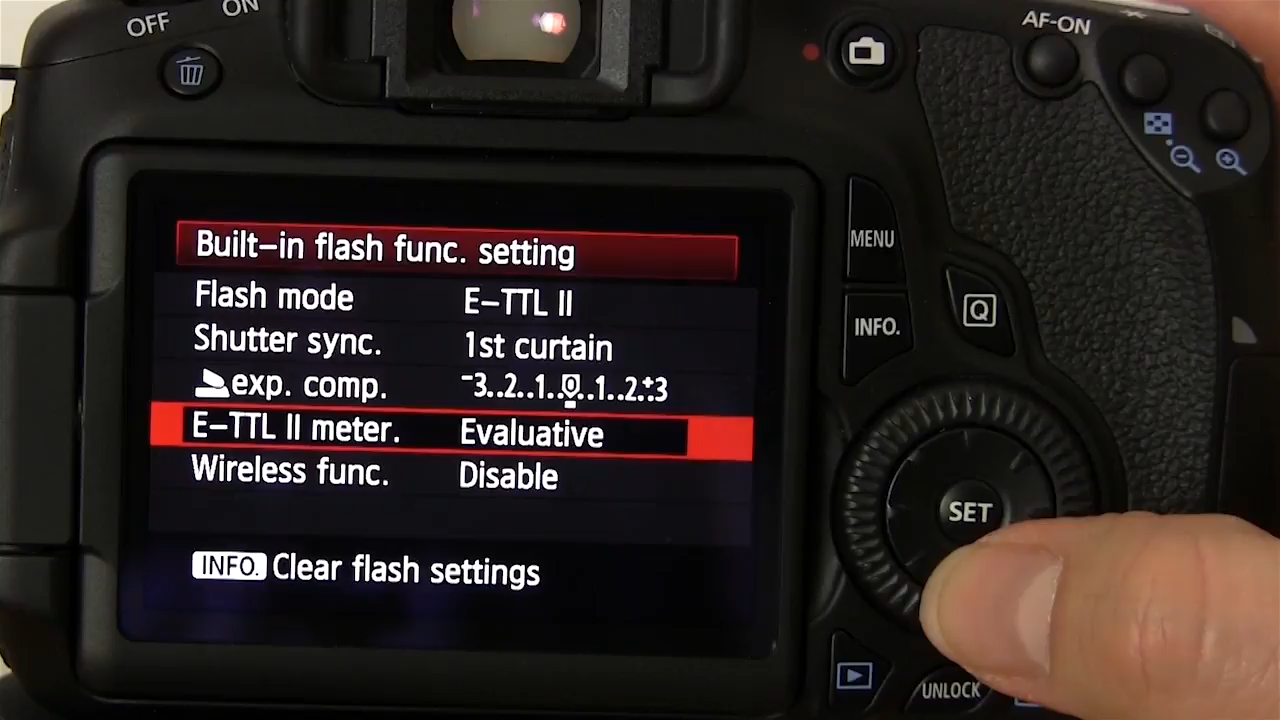 OFF
ON
AF-ON
Built-in flash func. setting
Flash mode E-TTL II
Shutter sync. 1st curtain
exp. comp. -3..2..1..0..1..2..+3
E-TTL II meter. Evaluative
Wireless func. Disable
INFO. Clear flash settings
MENU
INFO.
Q
SET
UNLOCK